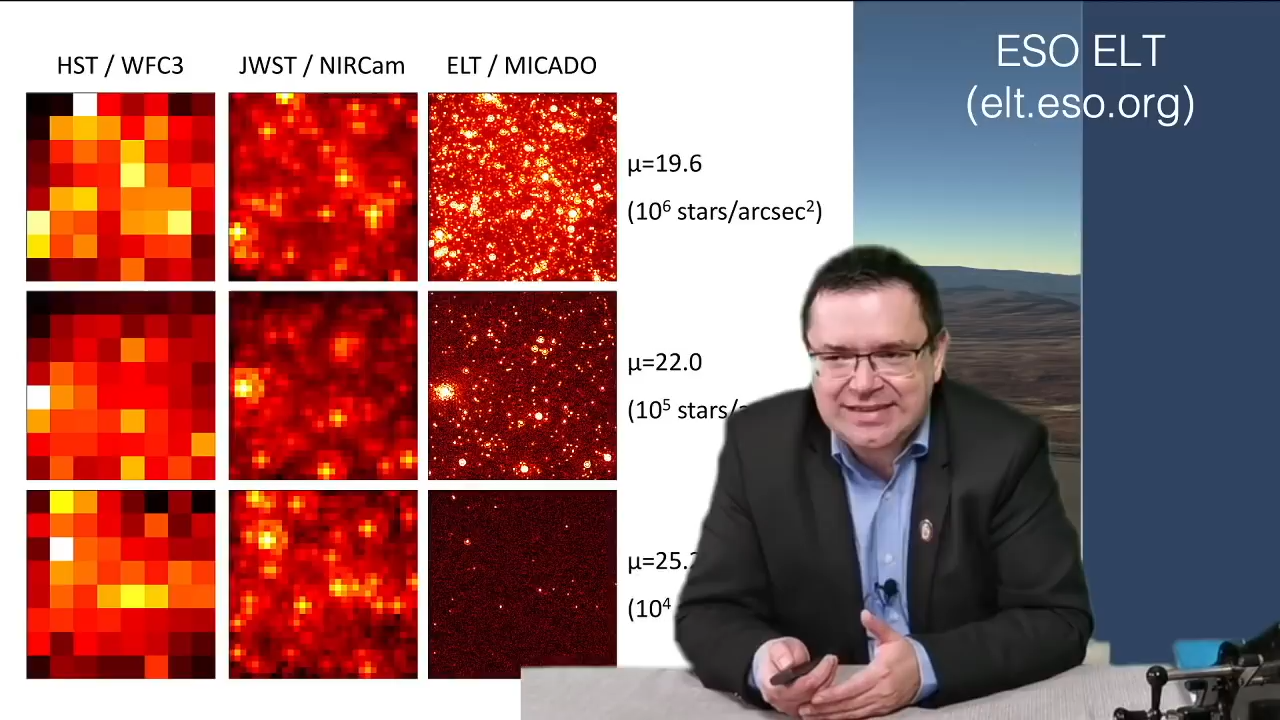 HST / WFC3
JWST / NIRCam
ELT / MICADO
ESO ELT
(elt.eso.org)
μ=19.6
(10⁶ stars/arcsec²)
μ=22.0
(10⁵ stars/
μ=25.2
(10⁴